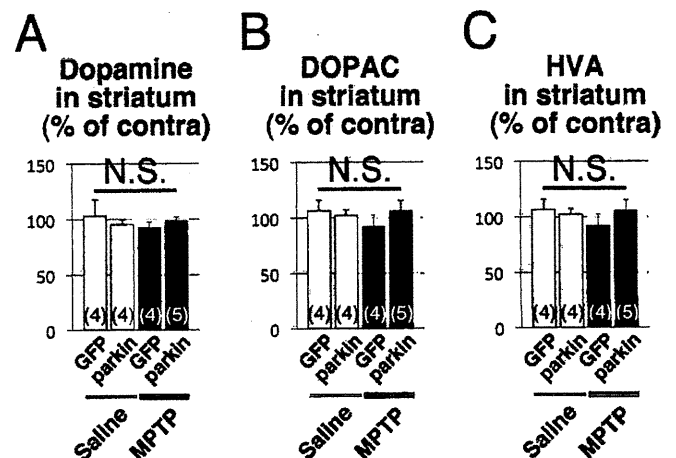 A
Dopamine
in striatum
(% of contra)
150
N.S.
100
50
(4) (4) (4) (5)
0
GFP
parkin
GFP
parkin
Saline
MPTP
B
DOPAC
in striatum
(% of contra)
150
N.S.
100
50
(4) (4) (4) (5)
0
GFP
parkin
GFP
parkin
Saline
MPTP
C
HVA
in striatum
(% of contra)
150
N.S.
100
50
(4) (4) (4) (5)
0
GFP
parkin
GFP
parkin
Saline
MPTP